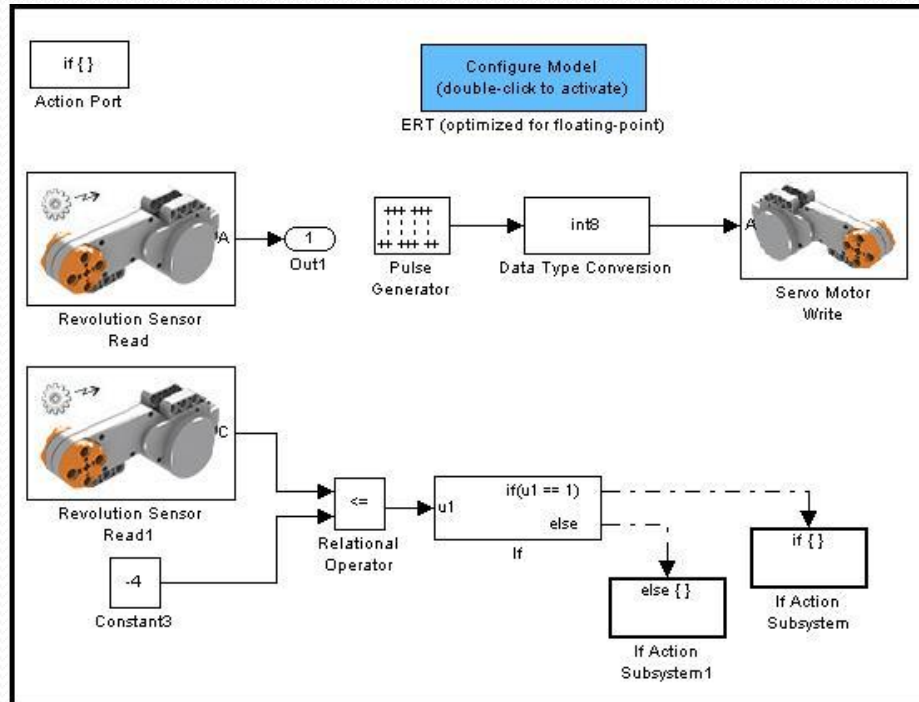 if { }
Action Port
Configure Model
(double-click to activate)
ERT (optimized for floating-point)
A
Revolution Sensor
Read
1
Out1
Pulse
Generator
int8
Data Type Conversion
A
Servo Motor
Write
C
Revolution Sensor
Read1
-4
Constant3
<=
Relational
Operator
u1
if(u1 == 1)
else
If
else { }
If Action
Subsystem1
if { }
If Action
Subsystem